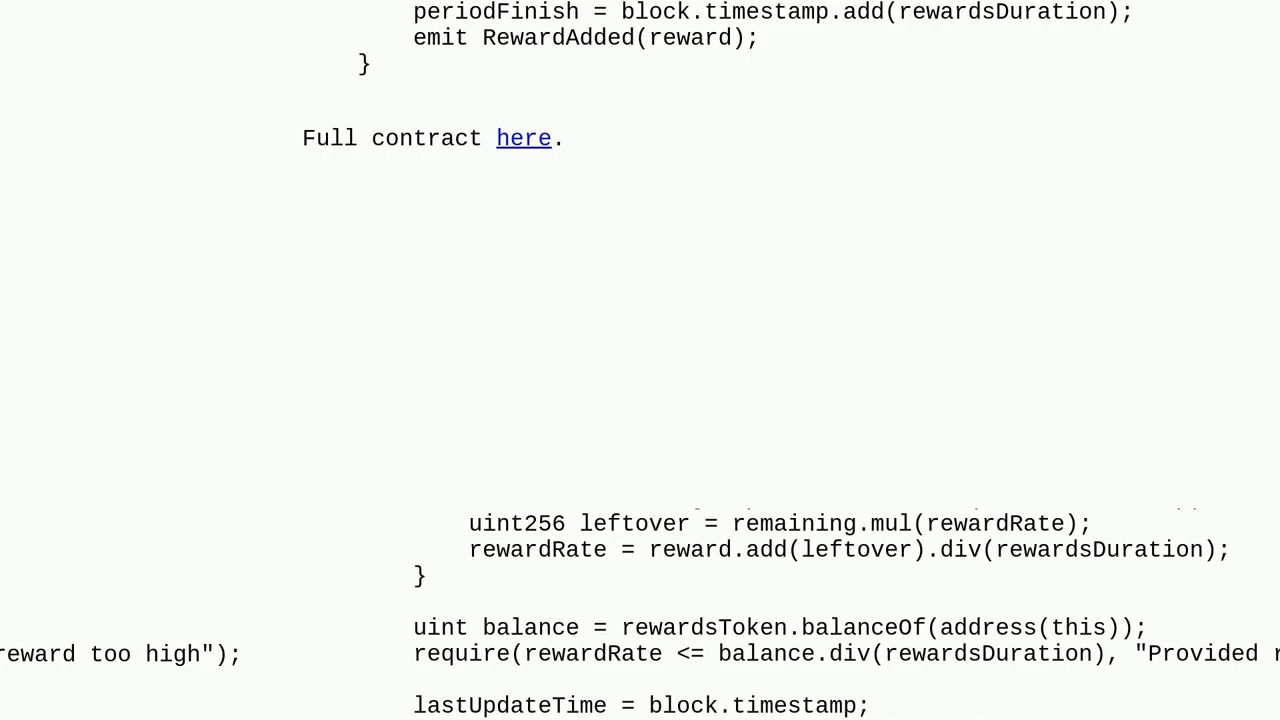 periodFinish = block.timestamp.add(rewardsDuration);
emit RewardAdded(reward);
}
Full contract here.
uint256 leftover = remaining.mul(rewardRate);
rewardRate = reward.add(leftover).div(rewardsDuration);
}
uint balance = rewardsToken.balanceOf(address(this));
reward too high"); require(rewardRate <= balance.div(rewardsDuration), "Provided r
lastUpdateTime = block.timestamp;